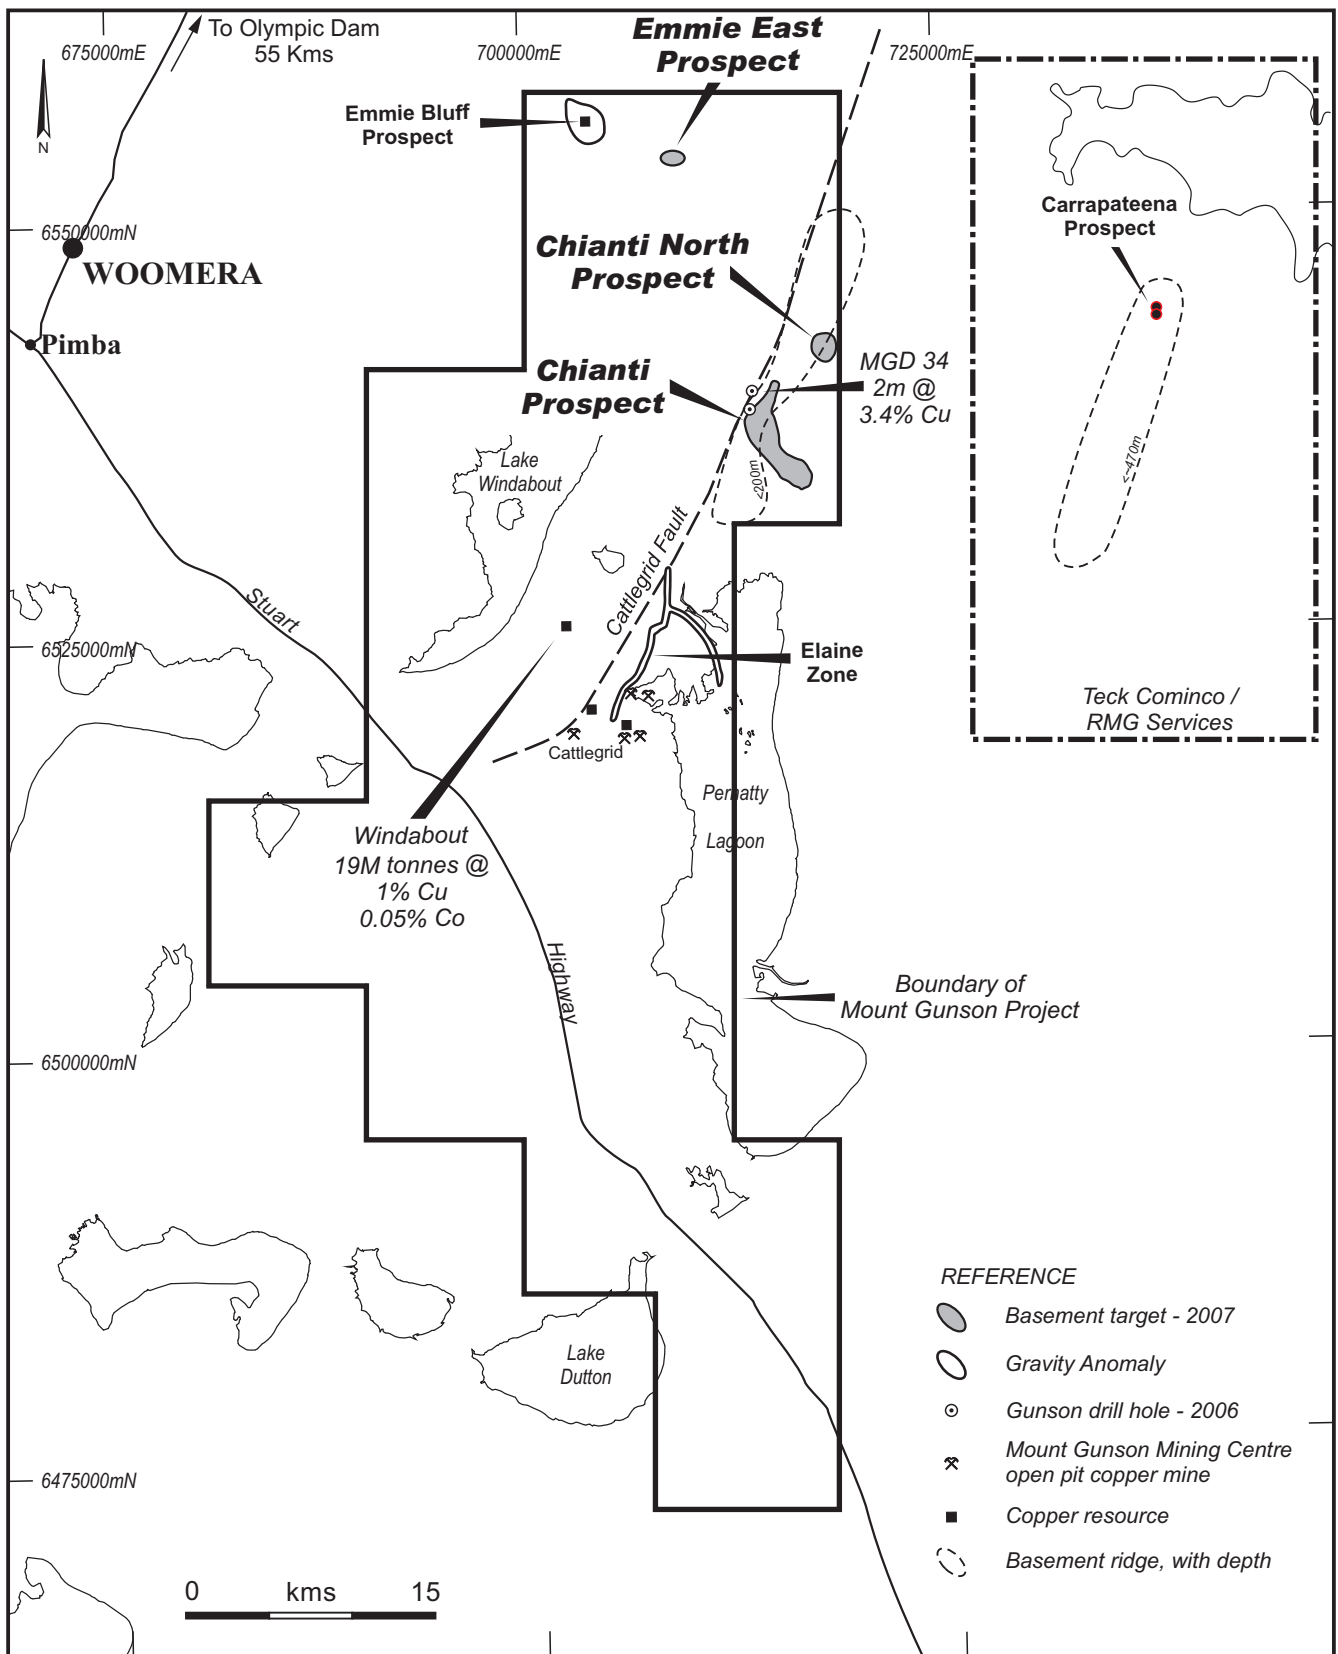 To Olympic Dam
55 Kms
675000mE
700000mE
725000mE
Emmie East
Prospect
Emmie Bluff
Prospect
N
6550000mN
WOOMERA
Pimba
Chianti North
Prospect
Carrapateena
Prospect
Chianti
Prospect
MGD 34
2m @
3.4% Cu
Lake
Windabout
<200m
<~470m
Cattlegrid Fault
Stuart
6525000mN
Elaine
Zone
Teck Cominco /
RMG Services
Cattlegrid
Pernatty
Lagoon
Windabout
19M tonnes @
1% Cu
0.05% Co
Highway
Boundary of
Mount Gunson Project
6500000mN
Lake
Dutton
6475000mN
REFERENCE
Basement target - 2007
Gravity Anomaly
Gunson drill hole - 2006
Mount Gunson Mining Centre
open pit copper mine
Copper resource
Basement ridge, with depth
0 kms 15